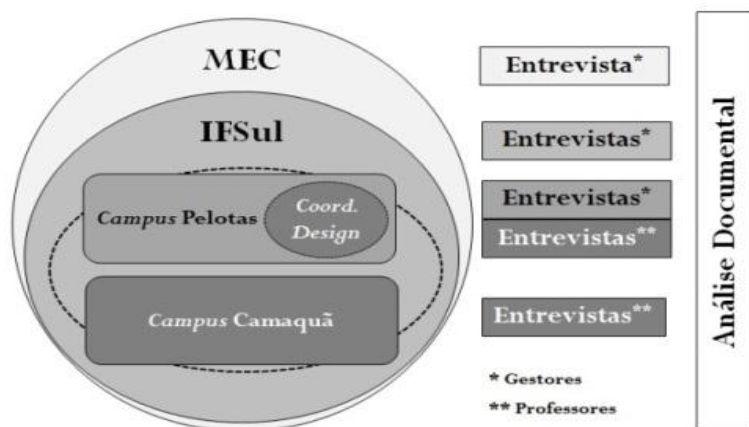 MEC
Entrevista*
IFSul
Entrevistas*
Campus Pelotas
Coord.
Design
Entrevistas*
Entrevistas**
Campus Camaquã
Entrevistas**
* Gestores
** Professores
Análise Documental